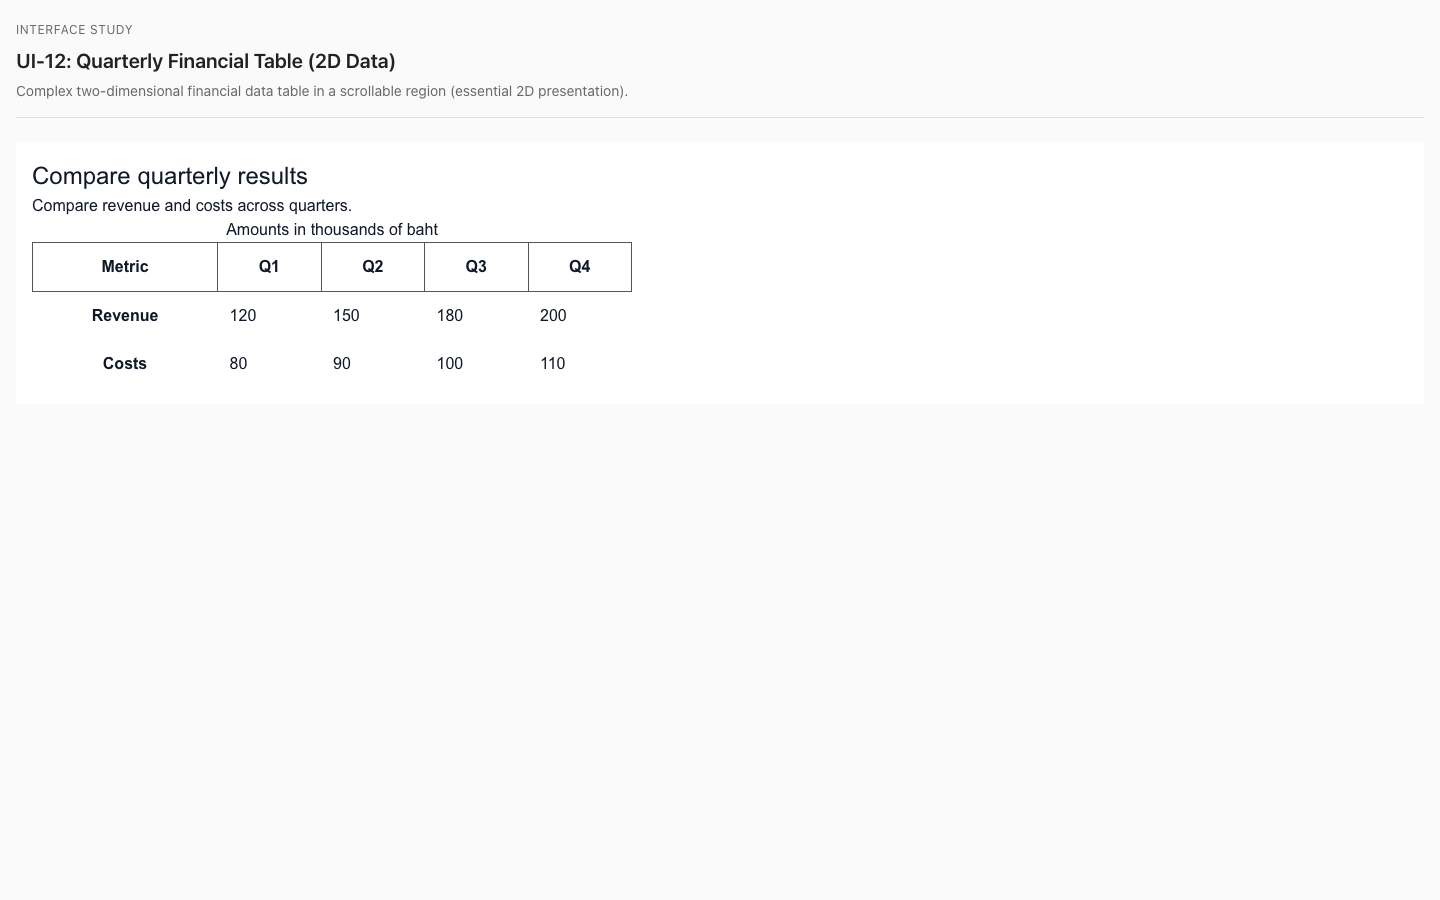 INTERFACE STUDY
UI-12: Quarterly Financial Table (2D Data)
Complex two-dimensional financial data table in a scrollable region (essential 2D presentation).
Compare quarterly results
Compare revenue and costs across quarters.
Amounts in thousands of baht
Metric Q1 Q2 Q3 Q4
Revenue 120 150 180 200
Costs 80 90 100 110